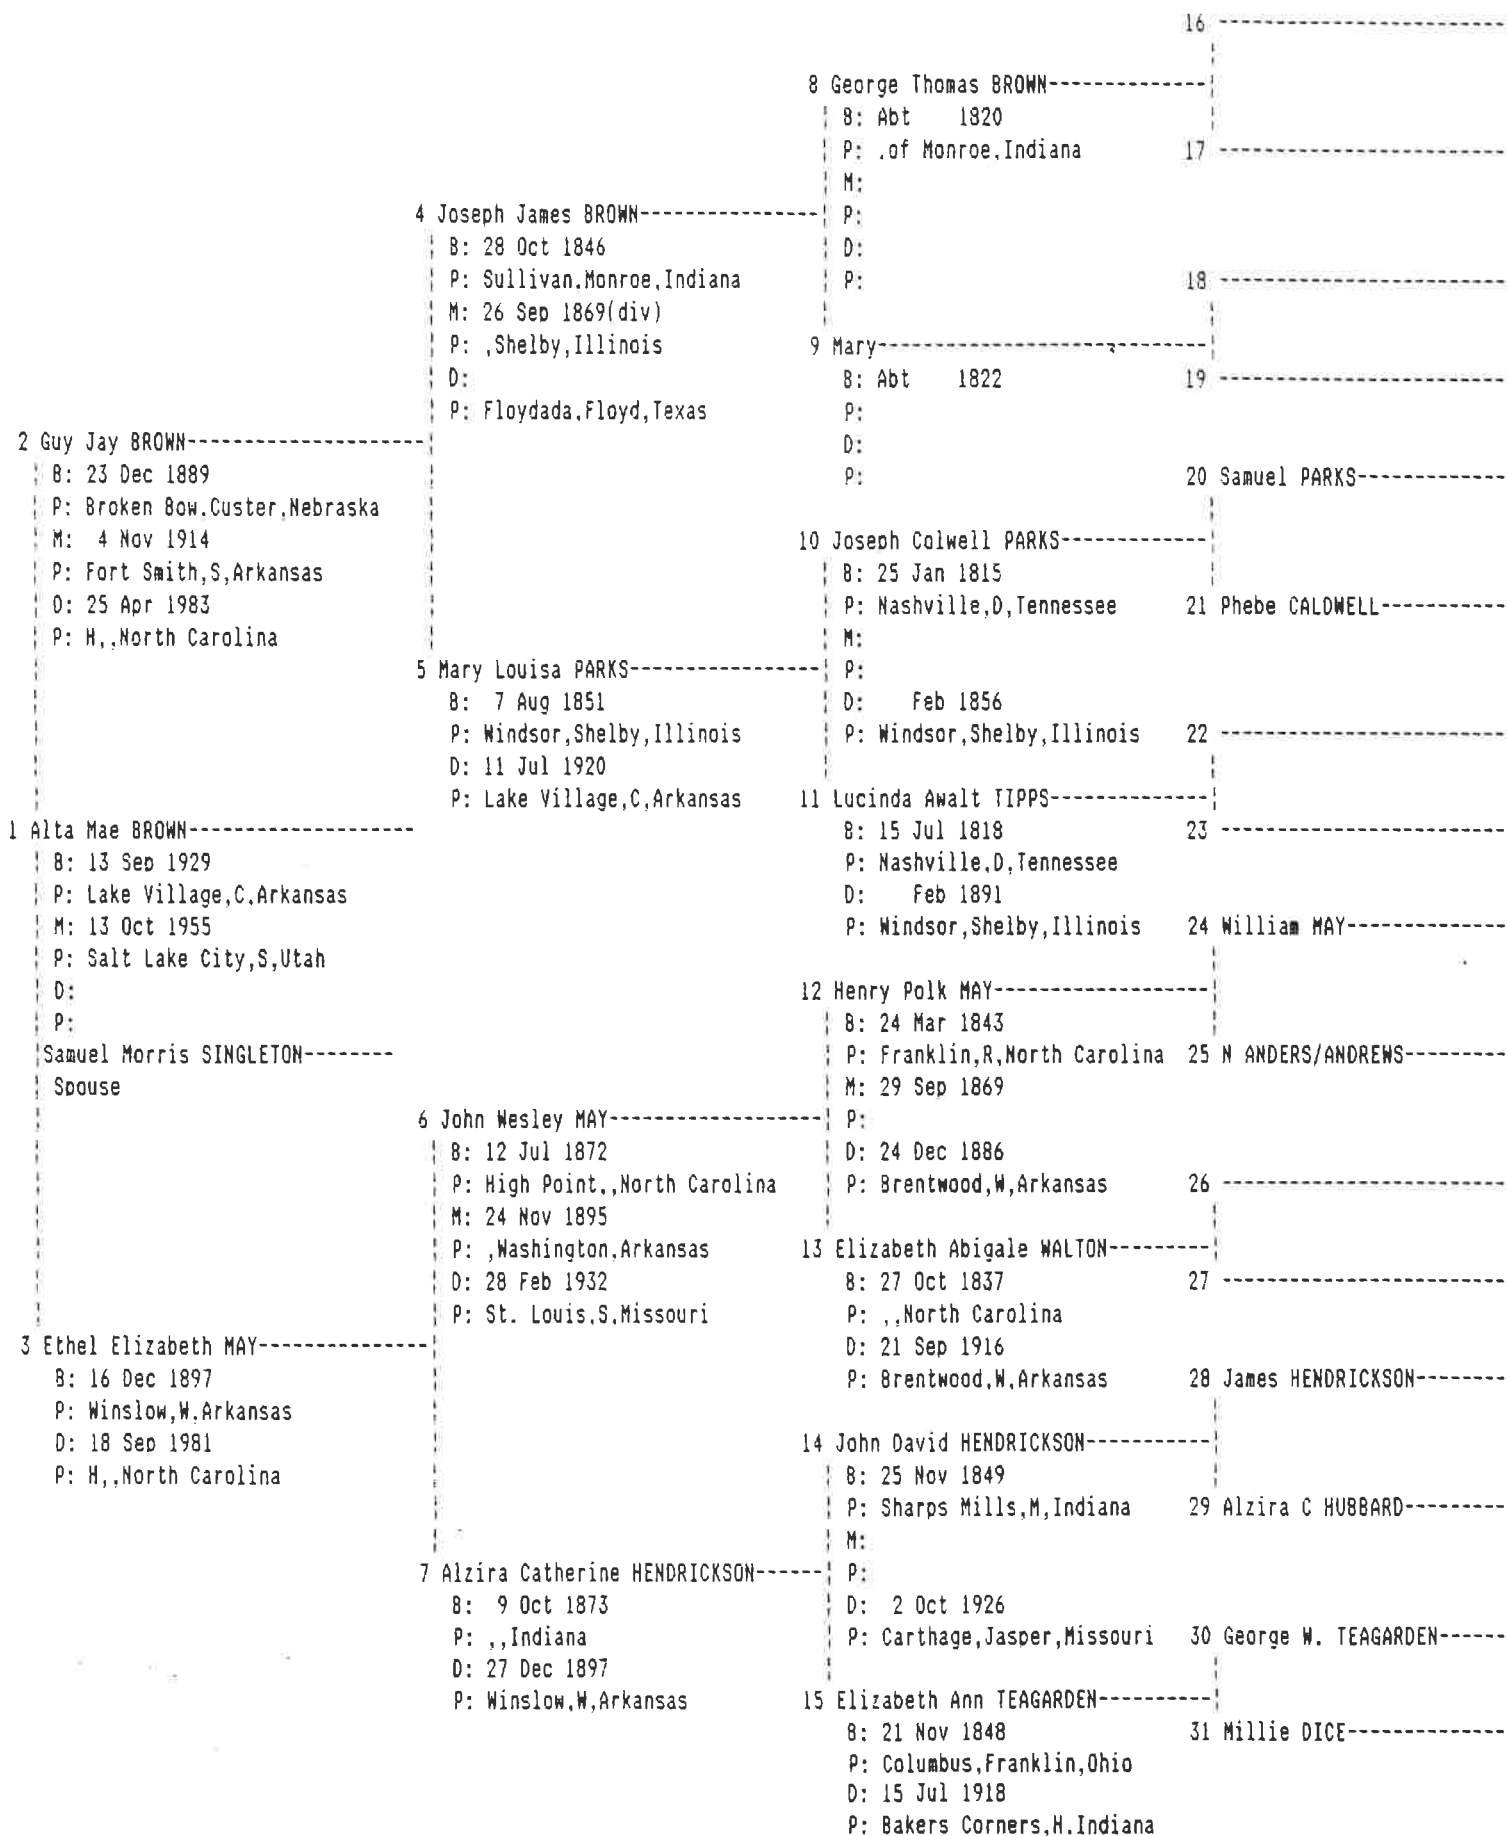 1 Alta Mae BROWN
B: 13 Sep 1929
P: Lake Village,C,Arkansas
M: 13 Oct 1955
P: Salt Lake City,S,Utah
D:
P:
Samuel Morris SINGLETON
Spouse
2 Guy Jay BROWN
B: 23 Dec 1889
P: Broken Bow,Custer,Nebraska
M: 4 Nov 1914
P: Fort Smith,S,Arkansas
D: 25 Apr 1983
P: H,,North Carolina
3 Ethel Elizabeth MAY
B: 16 Dec 1897
P: Winslow,W,Arkansas
D: 18 Sep 1981
P: H,,North Carolina
4 Joseph James BROWN
B: 28 Oct 1846
P: Sullivan,Monroe,Indiana
M: 26 Sep 1869(div)
P: ,Shelby,Illinois
D:
P: Floydada,Floyd,Texas
5 Mary Louisa PARKS
B: 7 Aug 1851
P: Windsor,Shelby,Illinois
D: 11 Jul 1920
P: Lake Village,C,Arkansas
6 John Wesley MAY
B: 12 Jul 1872
P: High Point,,North Carolina
M: 24 Nov 1895
P: ,Washington,Arkansas
D: 28 Feb 1932
P: St. Louis,S,Missouri
7 Alzira Catherine HENDRICKSON
B: 9 Oct 1873
P: ,,Indiana
D: 27 Dec 1897
P: Winslow,W,Arkansas
8 George Thomas BROWN
B: Abt 1820
P: ,of Monroe,Indiana
M:
P:
D:
P:
9 Mary
B: Abt 1822
P:
D:
P:
10 Joseph Colwell PARKS
B: 25 Jan 1815
P: Nashville,D,Tennessee
M:
P:
D: Feb 1856
P: Windsor,Shelby,Illinois
11 Lucinda Awalt TIPPS
B: 15 Jul 1818
P: Nashville,D,Tennessee
D: Feb 1891
P: Windsor,Shelby,Illinois
12 Henry Polk MAY
B: 24 Mar 1843
P: Franklin,R,North Carolina
M: 29 Sep 1869
P:
D: 24 Dec 1886
P: Brentwood,W,Arkansas
13 Elizabeth Abigale WALTON
B: 27 Oct 1837
P: ,,North Carolina
D: 21 Sep 1916
P: Brentwood,W,Arkansas
14 John David HENDRICKSON
B: 25 Nov 1849
P: Sharps Mills,M,Indiana
M:
P:
D: 2 Oct 1926
P: Carthage,Jasper,Missouri
15 Elizabeth Ann TEAGARDEN
B: 21 Nov 1848
P: Columbus,Franklin,Ohio
D: 15 Jul 1918
P: Bakers Corners,H,Indiana
16
17
18
19
20 Samuel PARKS
21 Phebe CALDWELL
22
23
24 William MAY
25 N ANDERS/ANDREWS
26
27
28 James HENDRICKSON
29 Alzira C HUBBARD
30 George W. TEAGARDEN
31 Millie DICE